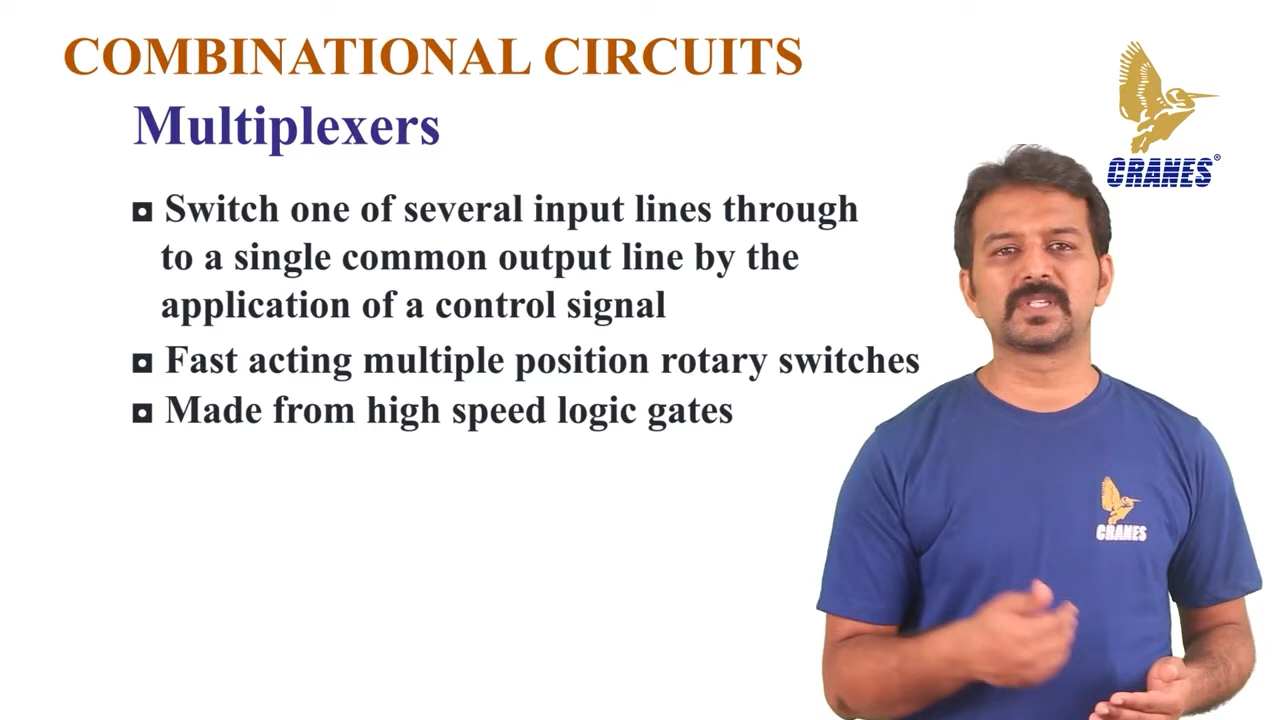 COMBINATIONAL CIRCUITS
Multiplexers
CRANES®
Switch one of several input lines through
to a single common output line by the
application of a control signal
Fast acting multiple position rotary switches
Made from high speed logic gates
CRANES